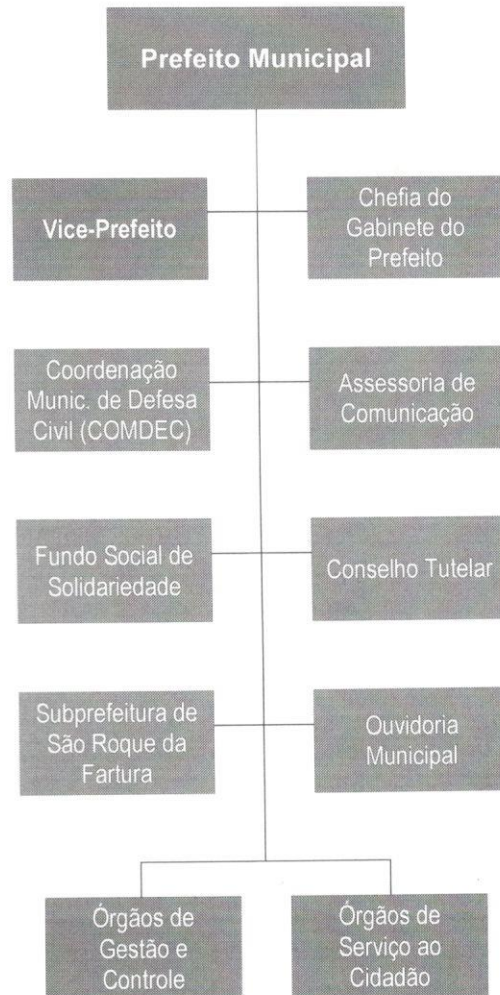 Prefeito Municipal
Vice-Prefeito
Chefia do
Gabinete do
Prefeito
Coordenação
Munic. de Defesa
Civil (COMDEC)
Assessoria de
Comunicação
Fundo Social de
Solidariedade
Conselho Tutelar
Subprefeitura de
São Roque da
Fartura
Ouvidoria
Municipal
Órgãos de
Gestão e
Controle
Órgãos de
Serviço ao
Cidadão